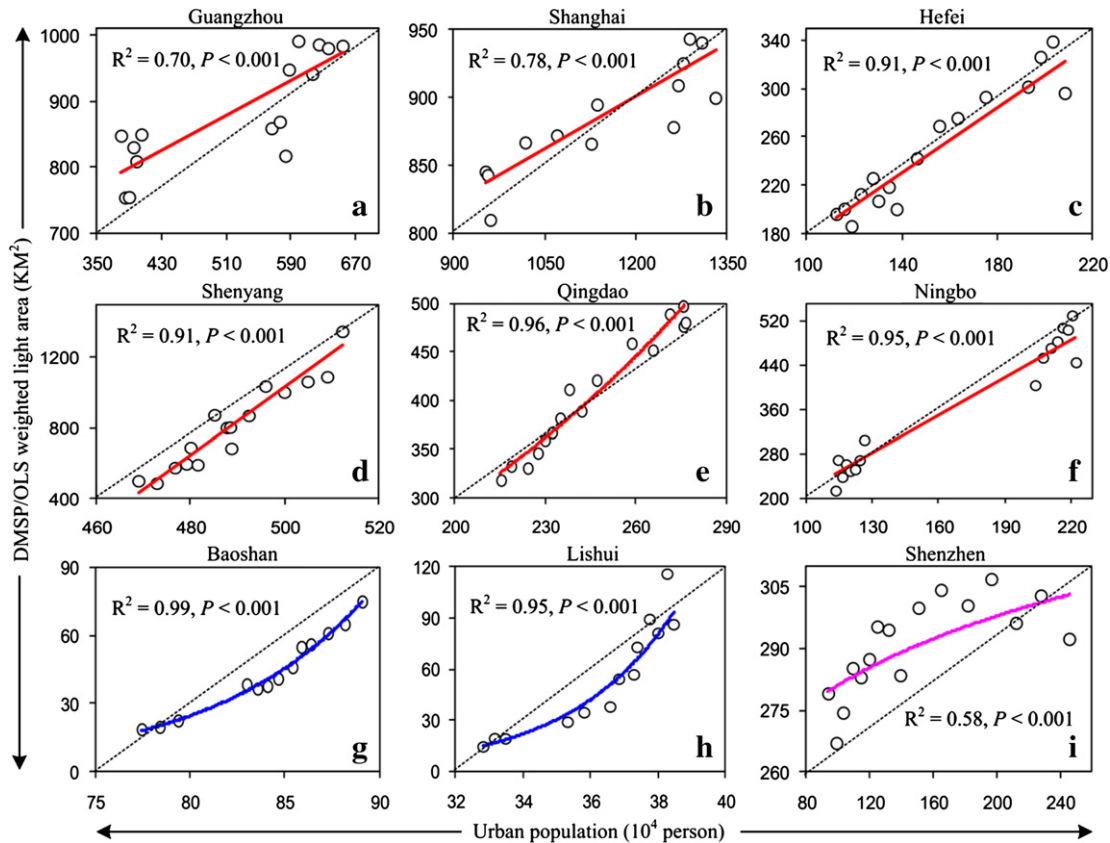 Guangzhou
Shanghai
Hefei
1000
900
800
700
R² = 0.70, P < 0.001
a
350 430 510 590 670
950
900
850
800
R² = 0.78, P < 0.001
b
900 1050 1200 1350
340
300
260
220
180
R² = 0.91, P < 0.001
c
100 140 180 220
Shenyang
Qingdao
Ningbo
1200
800
400
R² = 0.91, P < 0.001
d
460 480 500 520
500
450
400
350
300
R² = 0.96, P < 0.001
e
200 230 260 290
520
440
360
280
200
R² = 0.95, P < 0.001
f
100 130 160 190 220
Baoshan
Lishui
Shenzhen
90
60
30
0
R² = 0.99, P < 0.001
g
75 80 85 90
120
90
60
30
0
R² = 0.95, P < 0.001
h
32 34 36 38 40
305
290
275
260
R² = 0.58, P < 0.001
i
80 120 160 200 240
DMSP/OLS weighted light area (KM²)
Urban population (10⁴ person)